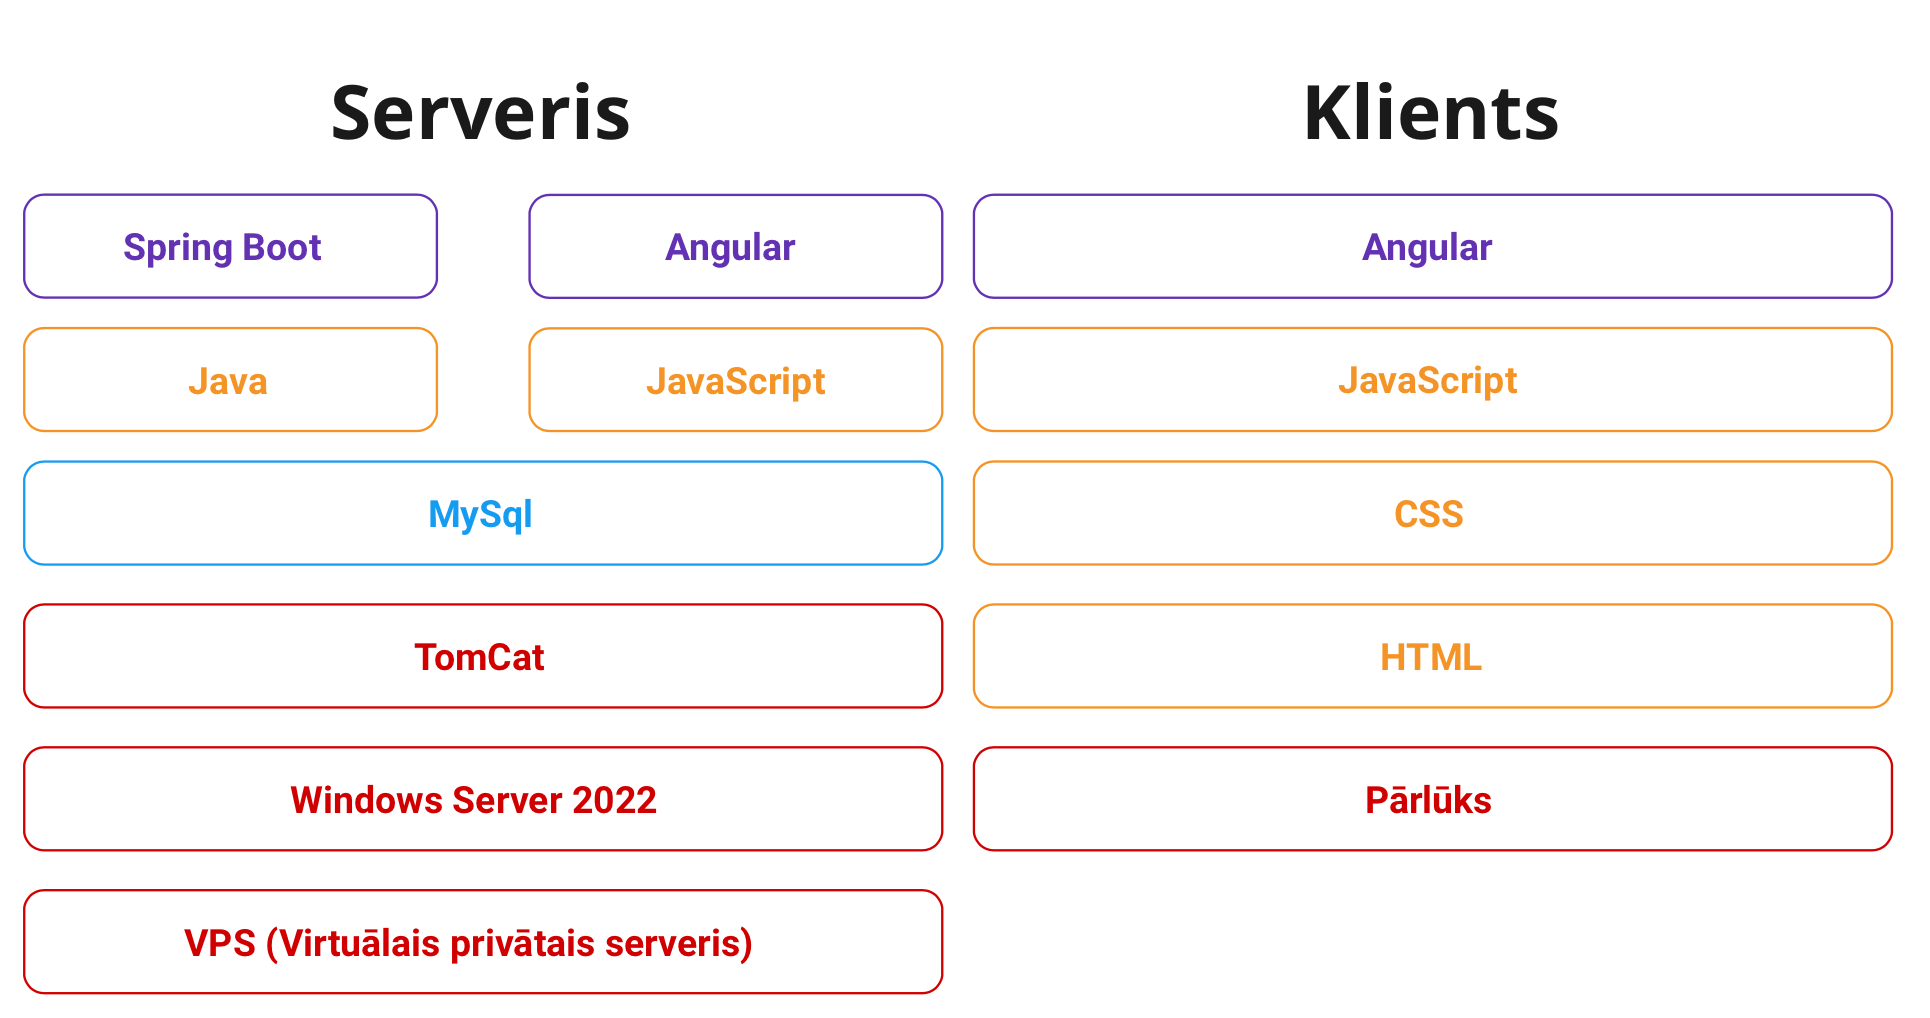 Serveris
Klients
Spring Boot
Angular
Angular
Java
JavaScript
JavaScript
MySql
CSS
TomCat
HTML
Windows Server 2022
Pārlūks
VPS (Virtuālais privātais serveris)